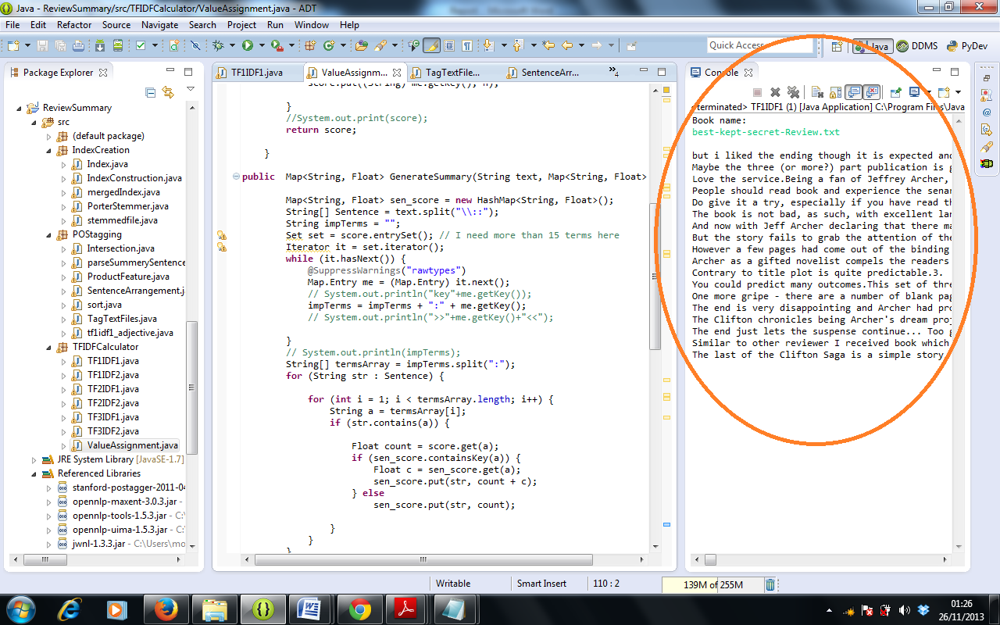 Java - ReviewSummary/src/TFIDFCalculator/ValueAssignment.java - ADT
File Edit Refactor Source Navigate Search Project Run Window Help
Quick Access
Java DDMS PyDev
Package Explorer
ReviewSummary
src
(default package)
IndexCreation
Index.java
IndexConstruction.java
mergedIndex.java
PorterStemmer.java
stemmedfile.java
POStagging
Intersection.java
parseSummerySentence
ProductFeature.java
SentenceArrangement.j
sort.java
TagTextFiles.java
tf1idf1_adjective.java
TFIDFCalculator
TF1IDF1.java
TF1IDF2.java
TF2IDF1.java
TF2IDF2.java
TF3IDF1.java
TF3IDF2.java
ValueAssignment.java
JRE System Library [JavaSE-1.7]
Referenced Libraries
stanford-postagger-2011-04
opennlp-maxent-3.0.3.jar -
opennlp-tools-1.5.3.jar - C:\
opennlp-uima-1.5.3.jar - C:\
jwnl-1.3.3.jar - C:\Users\mo
TF1IDF1.java ValueAssignm... TagTextFile... SentenceArr... »4
score.put((String) me.getKey(), n);
}
//System.out.print(score);
return score;
}
public Map<String, Float> GenerateSummary(String text, Map<String, Float>
Map<String, Float> sen_score = new HashMap<String, Float>();
String[] Sentence = text.split("\\::");
String impTerms = "";
Set set = score.entrySet(); // I need more than 15 terms here
Iterator it = set.iterator();
while (it.hasNext()) {
@SuppressWarnings("rawtypes")
Map.Entry me = (Map.Entry) it.next();
// System.out.println("key"+me.getKey());
impTerms = impTerms + ":" + me.getKey();
// System.out.println(">>"+me.getKey()+"<<");
}
// System.out.println(impTerms);
String[] termsArray = impTerms.split(":");
for (String str : Sentence) {
for (int i = 1; i < termsArray.length; i++) {
String a = termsArray[i];
if (str.contains(a)) {
Float count = score.get(a);
if (sen_score.containsKey(a)) {
Float c = sen_score.get(a);
sen_score.put(str, count + c);
} else
sen_score.put(str, count);
}
}
}
Console
<terminated> TF1IDF1 (1) [Java Application] C:\Program Files\Java
Book name:
best-kept-secret-Review.txt
but i liked the ending though it is expected and
Maybe the three (or more?) part publication is g
Love the service.Being a fan of Jeffrey Archer,
People should read book and experience the senar
Do give it a try, especially if you have read th
The book is not bad, as such, with excellent lan
And now with Jeff Archer declaring that there ma
But the story fails to grab the attention of the
However a few pages had come out of the binding
Archer as a gifted novelist compels the readers
Contrary to title plot is quite predictable.3.
You could predict many outcomes.This set of thre
One more gripe - there are a number of blank pag
The end is very disappointing and Archer had pro
The Clifton chronicles being Archer's dream proj
The end just lets the suspense continue... Too g
Similar to other reviewer I received book which
The last of the Clifton Saga is a simple story
Writable Smart Insert 110 : 2 139M of 255M
01:26
26/11/2013